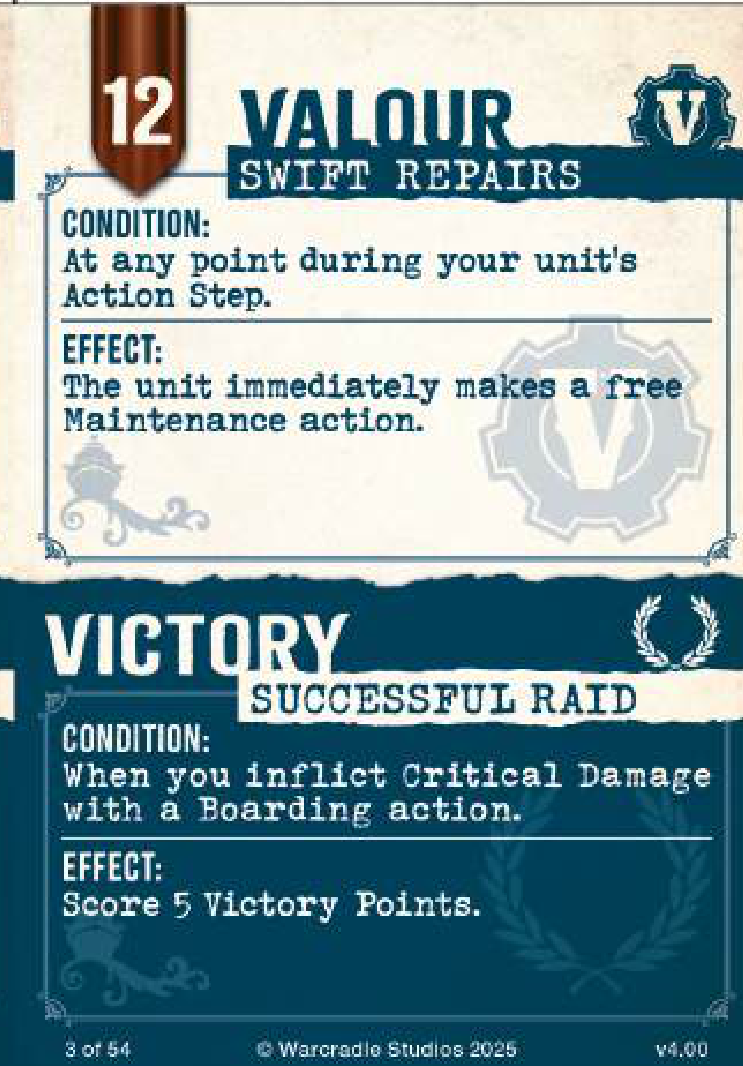 12
VALOUR
V
SWIFT REPAIRS
CONDITION:
At any point during your unit's
Action Step.
EFFECT:
The unit immediately makes a free
Maintenance action.
V
VICTORY
SUCCESSFUL RAID
CONDITION:
When you inflict Critical Damage
with a Boarding action.
EFFECT:
Score 5 Victory Points.
3 of 54 © Warcradle Studios 2025 v4.00